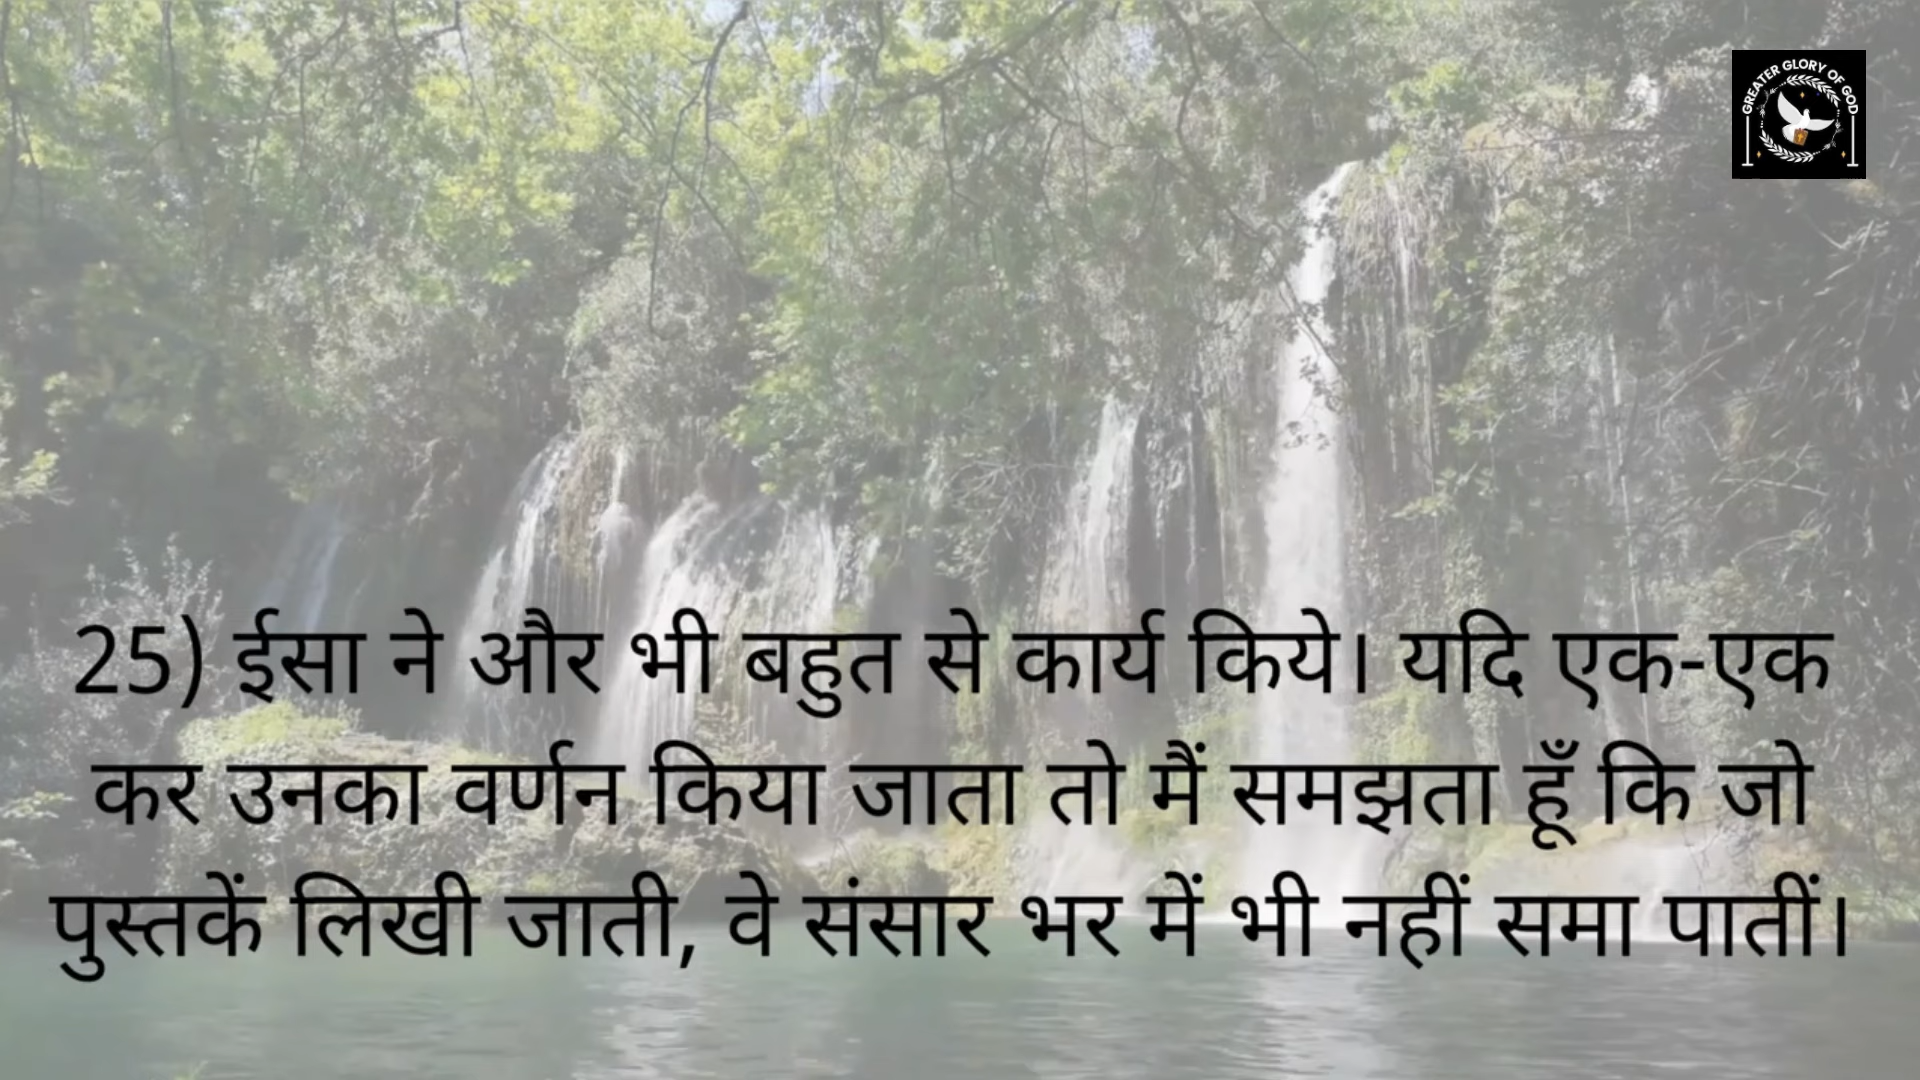 GREATER GLORY OF GOD
25) ईसा ने और भी बहुत से कार्य किये। यदि एक-एक
कर उनका वर्णन किया जाता तो मैं समझता हूँ कि जो
पुस्तकें लिखी जाती, वे संसार भर में भी नहीं समा पातीं।